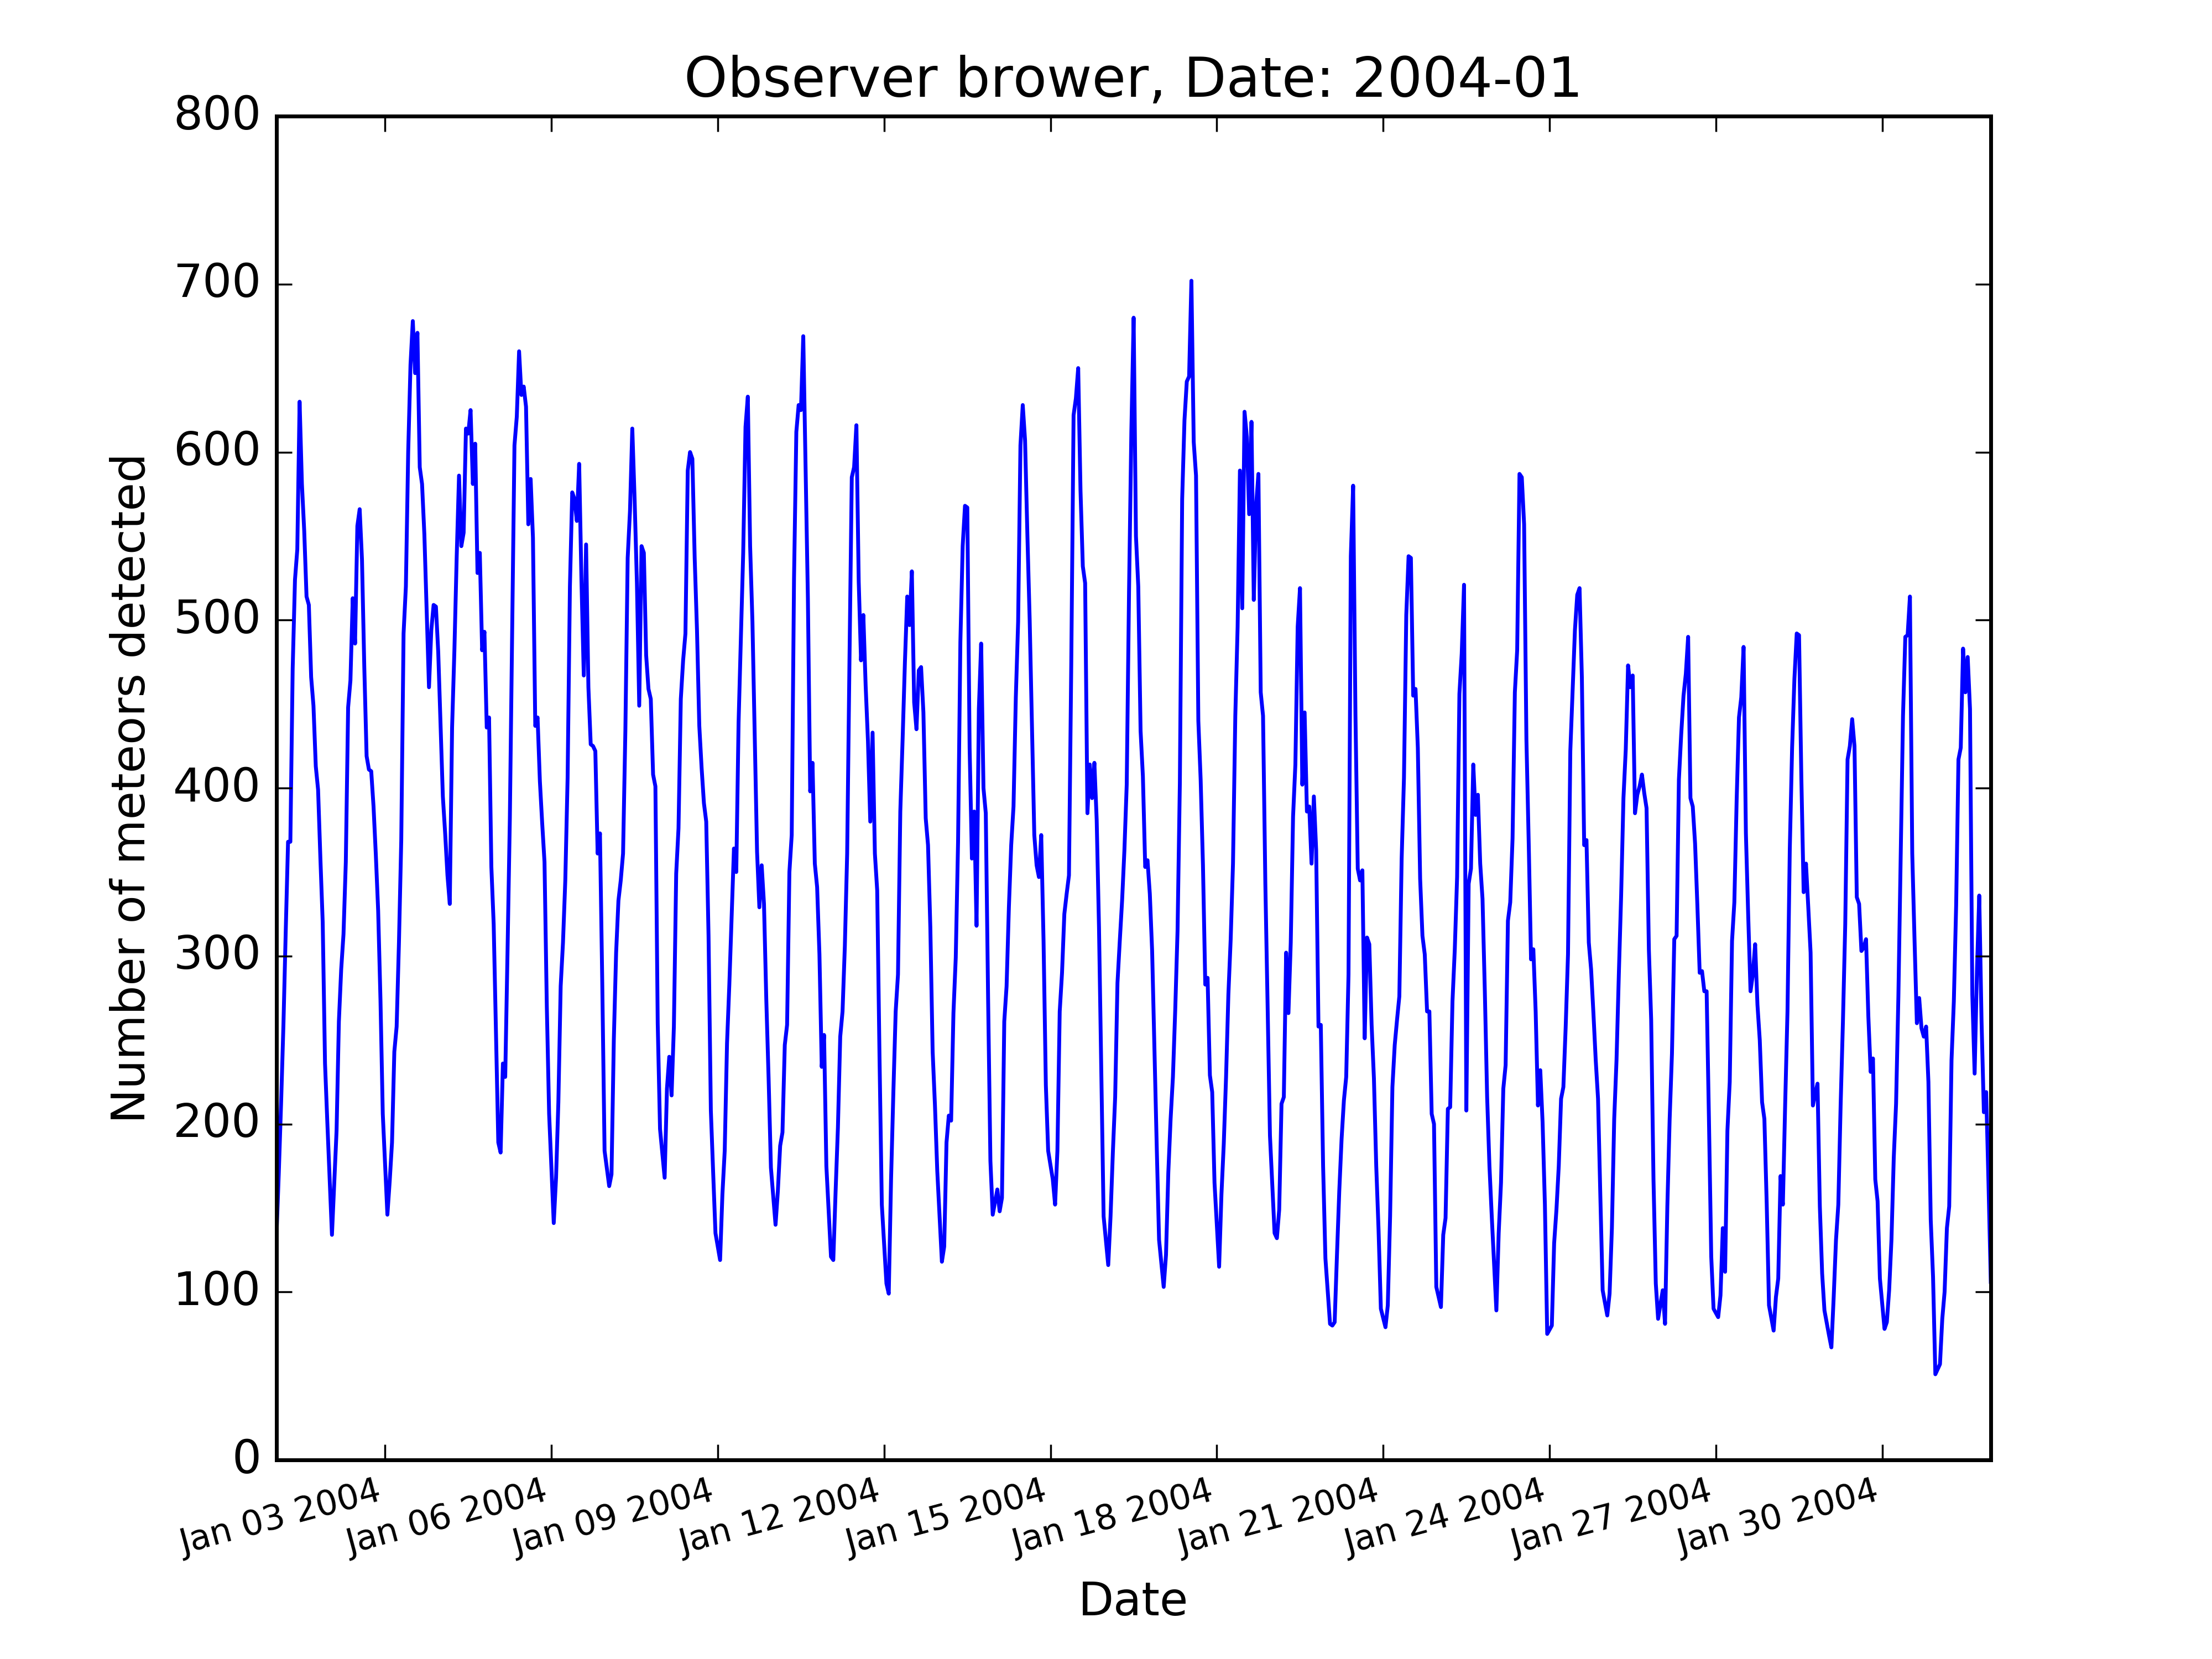 Observer brower, Date: 2004-01
800
700
600
500
400
300
200
100
0
Number of meteors detected
Jan 03 2004
Jan 06 2004
Jan 09 2004
Jan 12 2004
Jan 15 2004
Jan 18 2004
Jan 21 2004
Jan 24 2004
Jan 27 2004
Jan 30 2004
Date